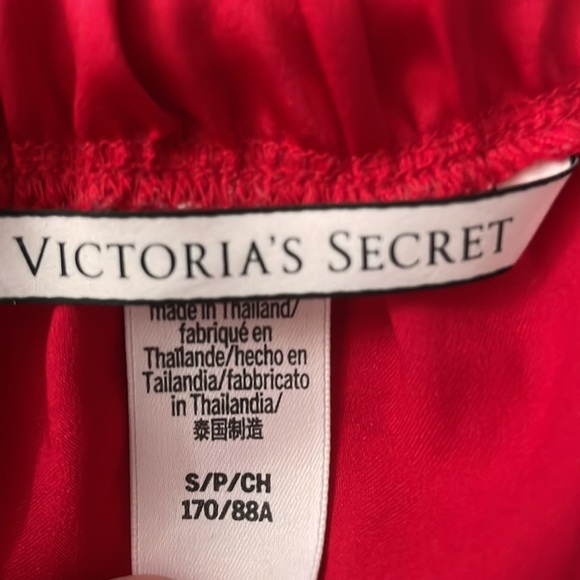 VICTORIA'S SECRET
made in Thailand/
fabriqué en
Thaïlande/hecho en
Tailandia/fabbricato
in Thailandia/
泰国制造
S/P/CH
170/88A